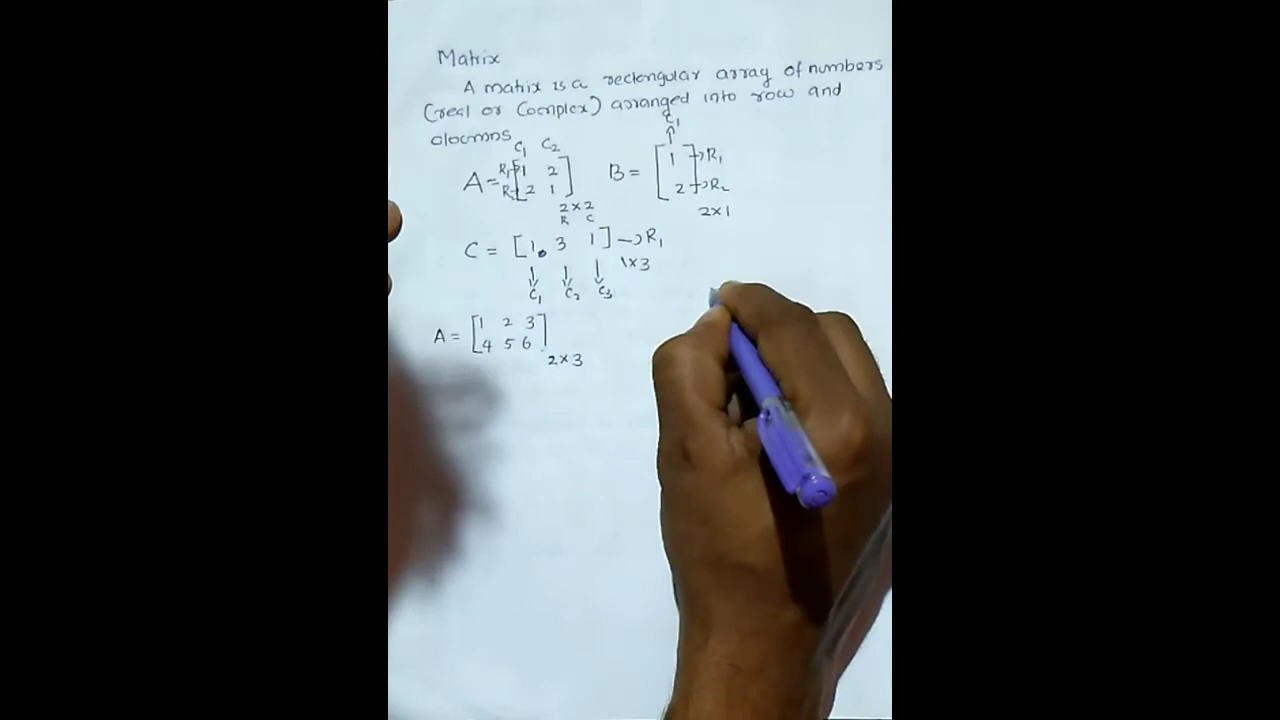 Matrix
A matrix is a rectengular array of numbers
(real or complex) arranged into row and
clocmns
C1 C2
A = R1 [1 2] R2 [2 1]
2 × 2
R C
C1
B = [1] → R1 [2] → R2
2 × 1
C = [1 3 1] → R1
1 × 3
C1 C2 C3
A = [1 2 3
4 5 6]
2 × 3